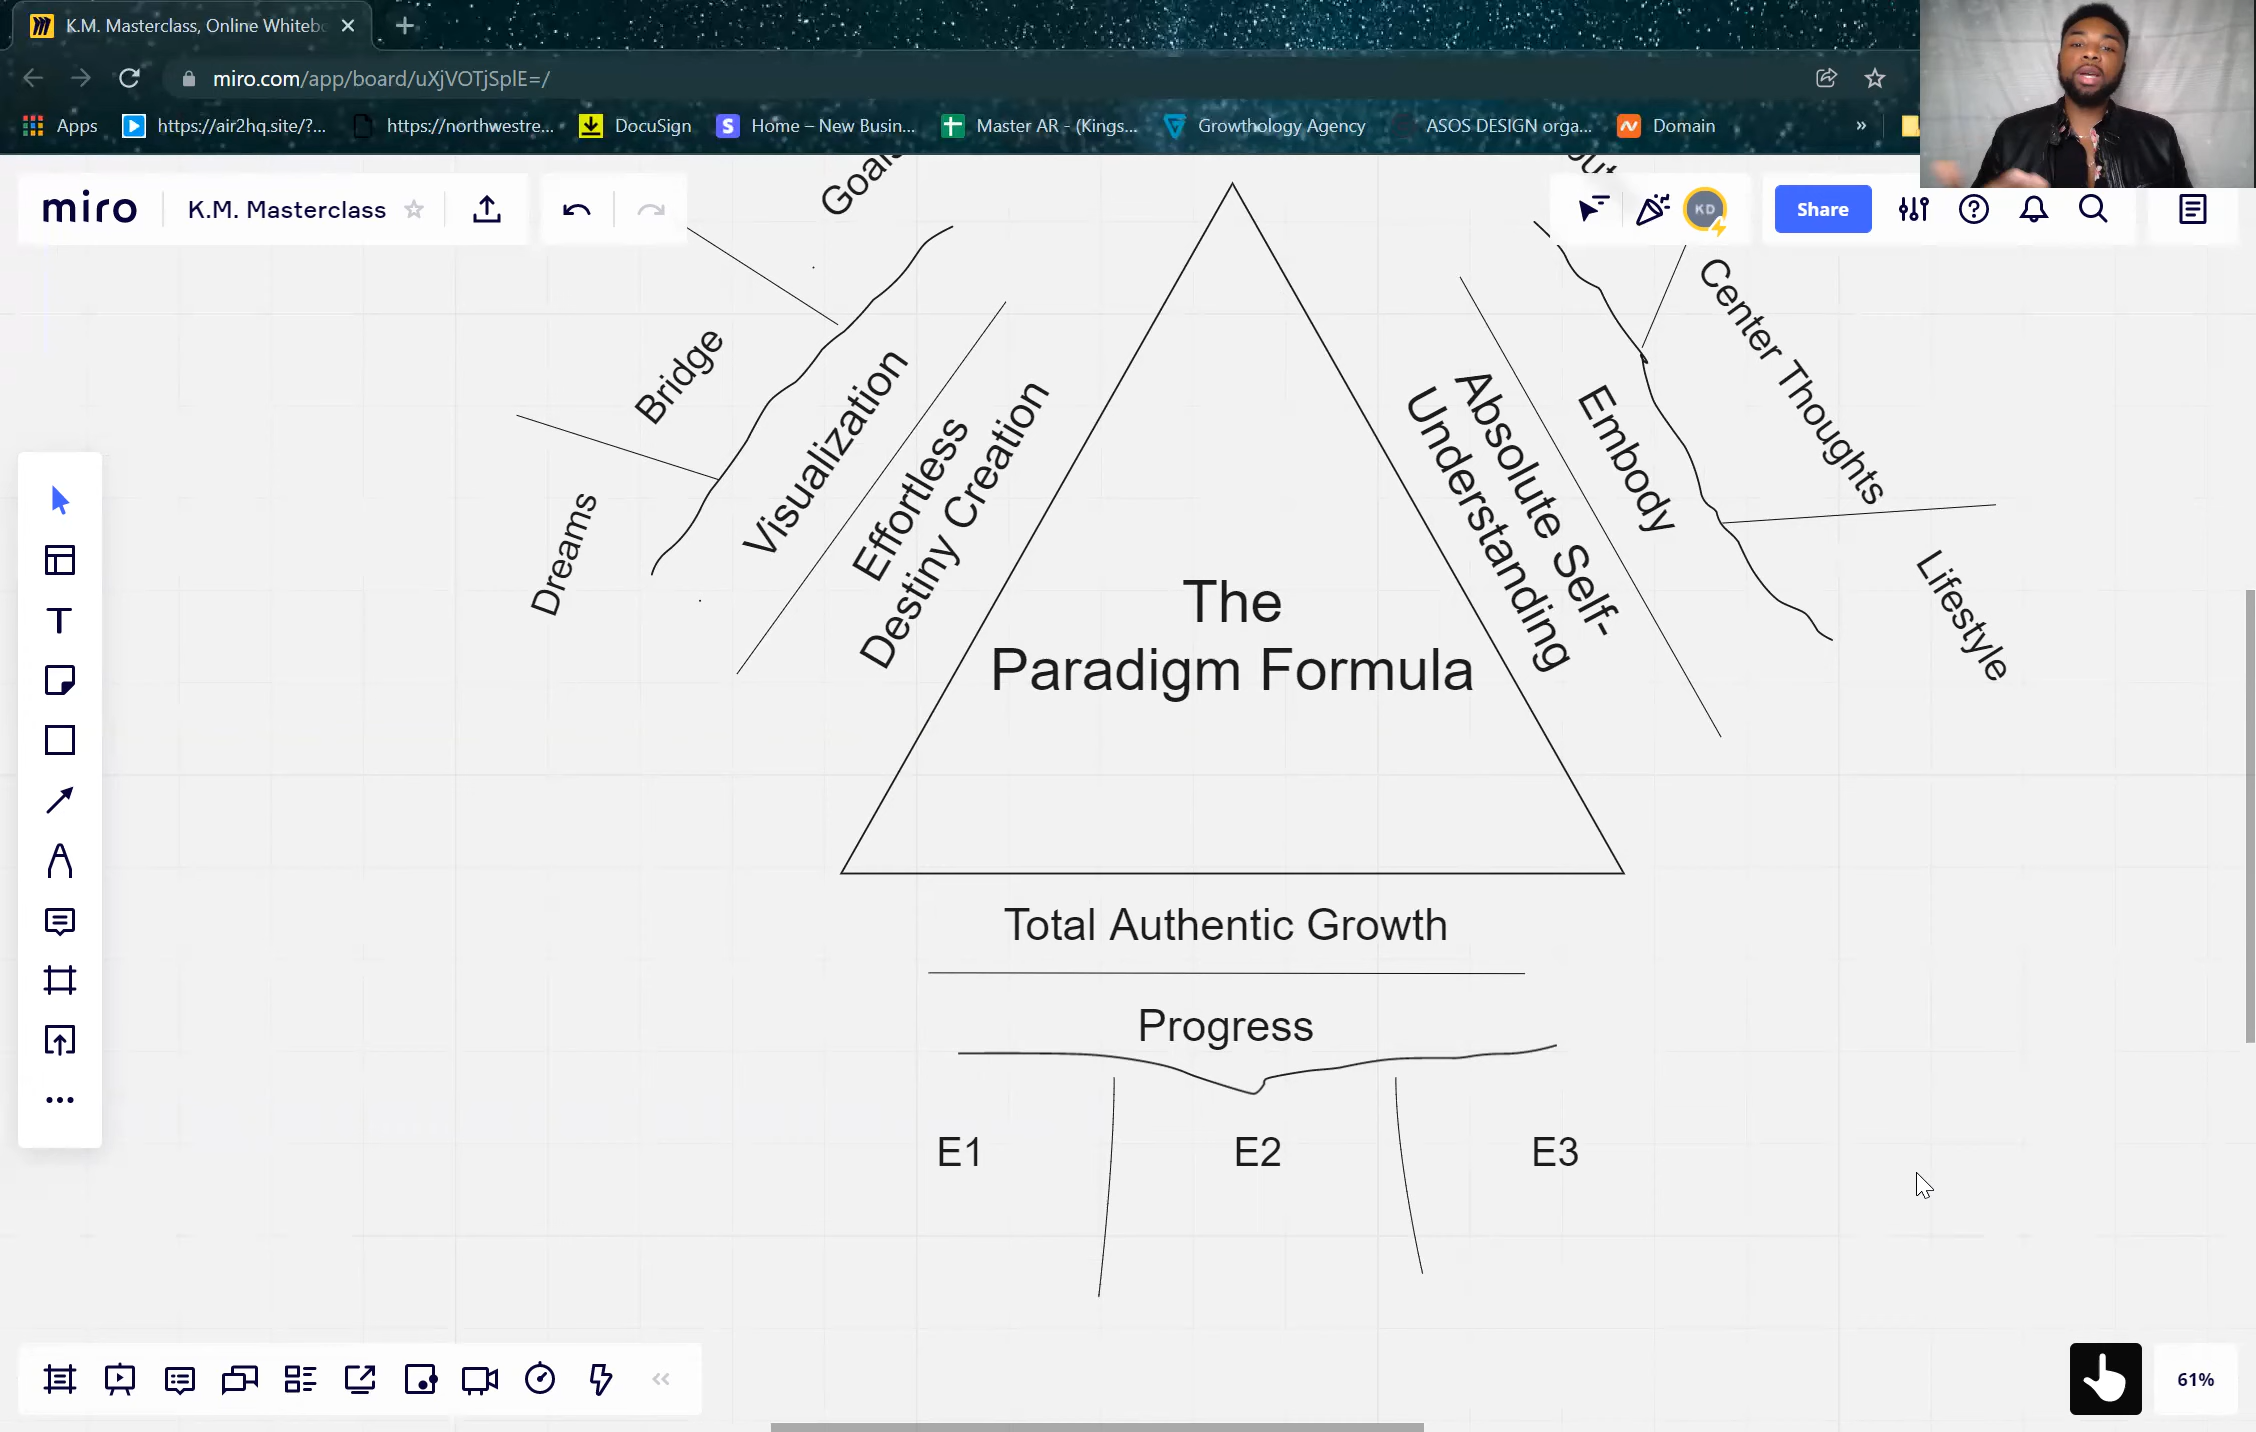 K.M. Masterclass, Online Whiteb
miro.com/app/board/uXjVOTjSplE=/
Apps
https://air2hq.site/?...
https://northwestre...
DocuSign
Home – New Busin...
Master AR - (Kings...
Growthology Agency
ASOS DESIGN orga...
Domain
miro
K.M. Masterclass
KD
Share
Goals
Bridge
Dreams
Visualization
Effortless
Destiny Creation
The
Paradigm Formula
Absolute Self-
Understanding
Embody
Center Thoughts
Lifestyle
Total Authentic Growth
Progress
E1
E2
E3
61%